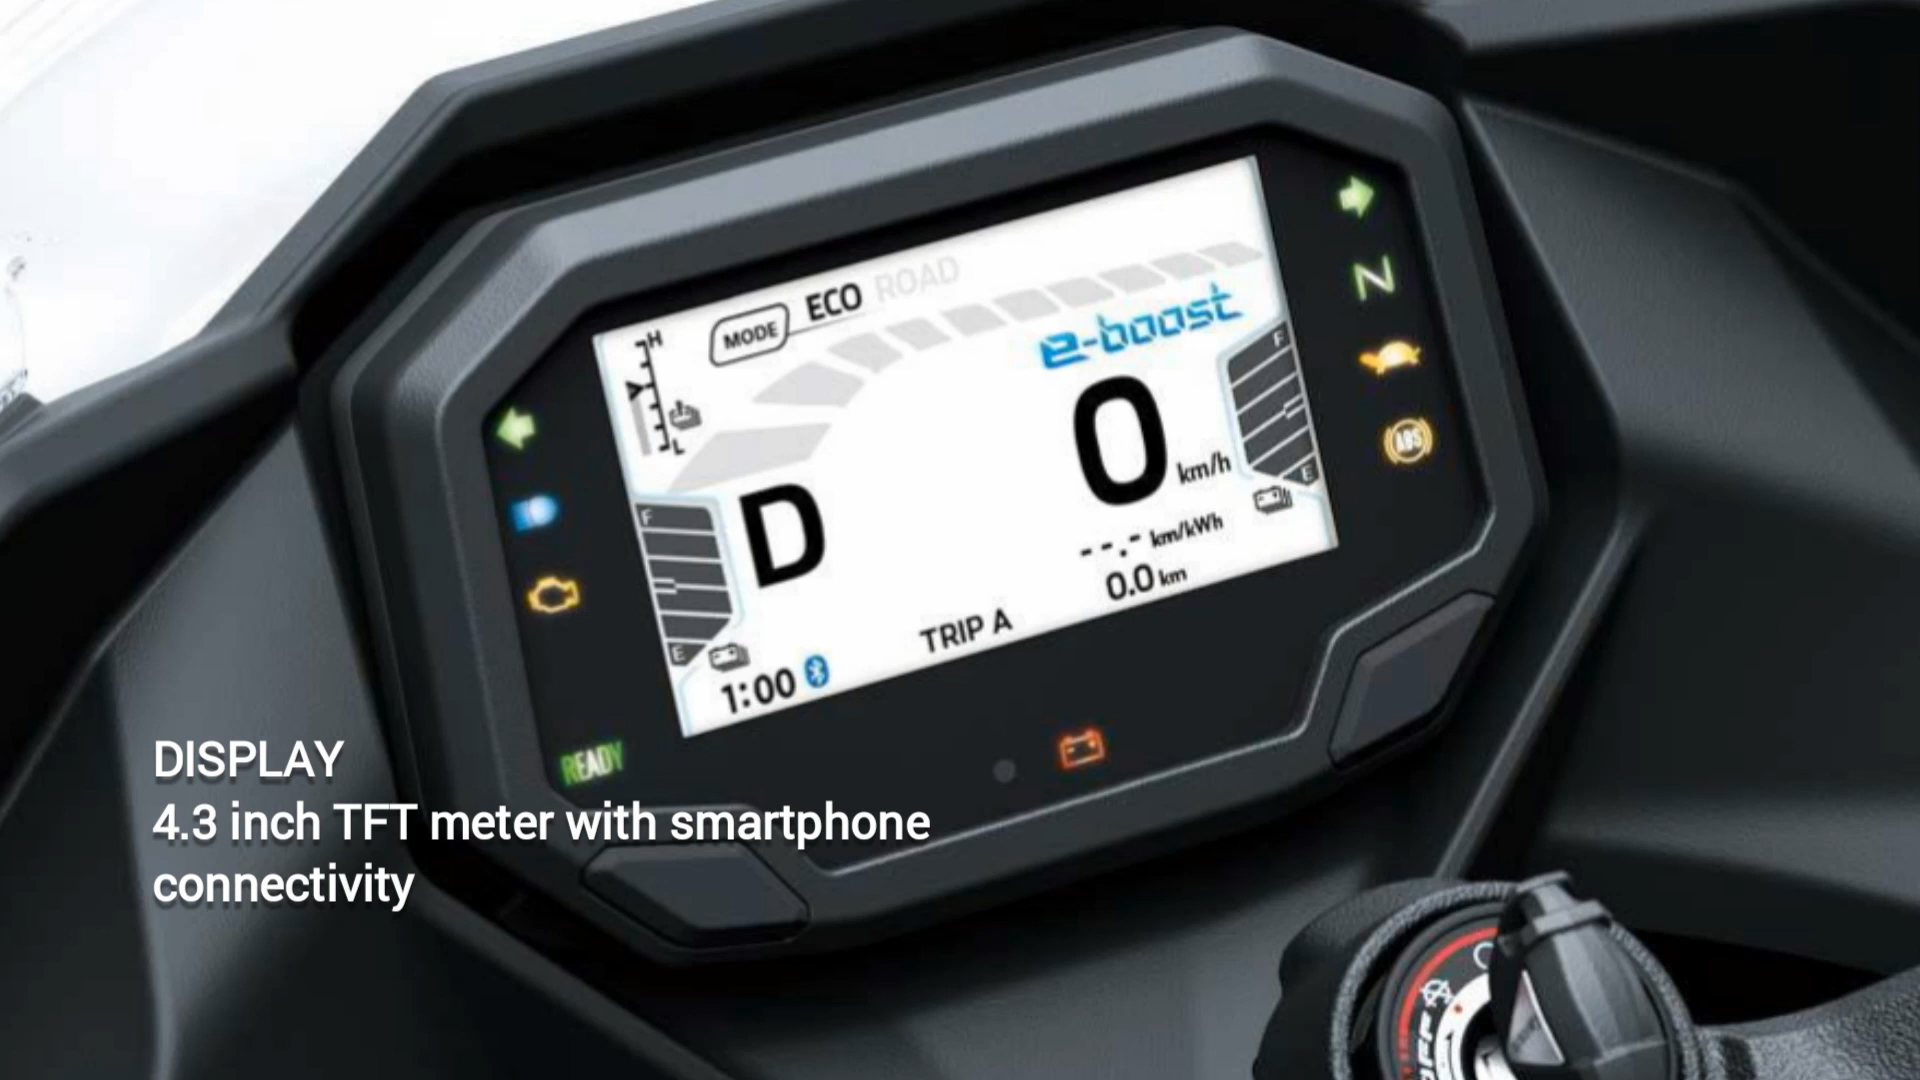 MODE ECO ROAD
H
L
e-boost
F
E
D
0 km/h
F
E
--.- km/kWh
0.0 km
TRIP A
1:00
N
ABS
READY
DISPLAY
4.3 inch TFT meter with smartphone
connectivity
OFF